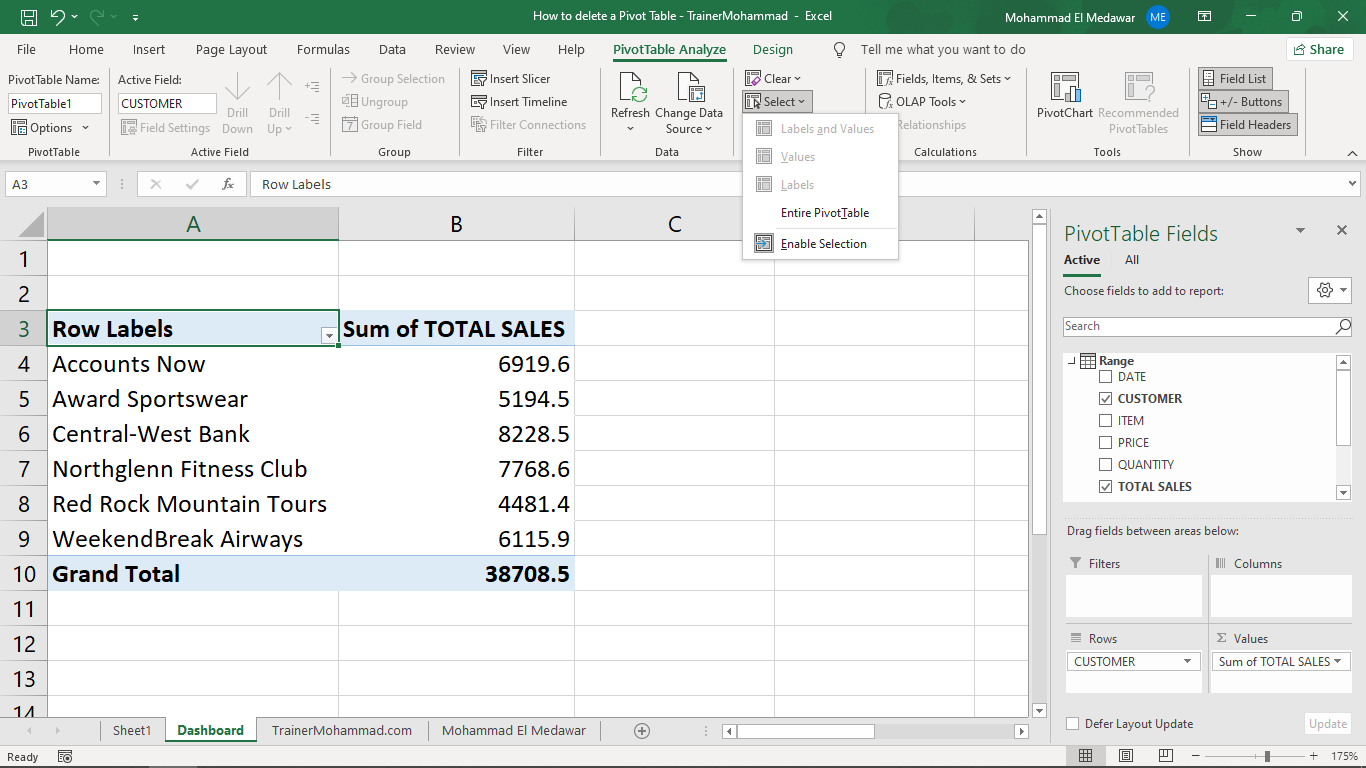 How to delete a Pivot Table - TrainerMohammad - Excel
Mohammad El Medawar
ME
File Home Insert Page Layout Formulas Data Review View Help PivotTable Analyze Design Tell me what you want to do Share
PivotTable Name:
PivotTable1
Options
PivotTable
Active Field:
CUSTOMER
Field Settings
Drill Down
Drill Up
Active Field
Group Selection
Ungroup
Group Field
Group
Insert Slicer
Insert Timeline
Filter Connections
Filter
Refresh
Change Data Source
Data
Clear
Select
Labels and Values
Values
Labels
Entire PivotTable
Enable Selection
Fields, Items, & Sets
OLAP Tools
Relationships
Calculations
PivotChart
Recommended PivotTables
Tools
Field List
+/- Buttons
Field Headers
Show
A3
fx
Row Labels
A B C
1
2
3 Row Labels Sum of TOTAL SALES
4 Accounts Now 6919.6
5 Award Sportswear 5194.5
6 Central-West Bank 8228.5
7 Northglenn Fitness Club 7768.6
8 Red Rock Mountain Tours 4481.4
9 WeekendBreak Airways 6115.9
10 Grand Total 38708.5
11
12
13
14
PivotTable Fields
Active All
Choose fields to add to report:
Search
Range
DATE
CUSTOMER
ITEM
PRICE
QUANTITY
TOTAL SALES
Drag fields between areas below:
Filters
Columns
Rows
CUSTOMER
Σ Values
Sum of TOTAL SALES
Defer Layout Update
Update
Sheet1 Dashboard TrainerMohammad.com Mohammad El Medawar
Ready
175%